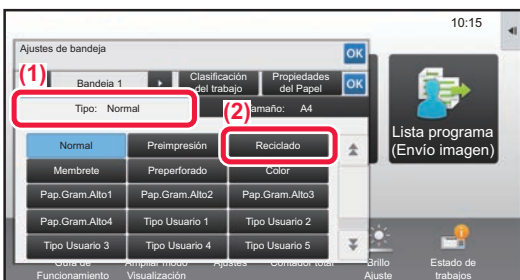 10:15
Ajustes de bandeja
OK
(1)
Bandeja 1
Clasificación
del trabajo
Propiedades
del Papel
OK
Tipo: Normal
(2)
Tamaño: A4
Normal
Preimpresión
Reciclado
Membrete
Preperforado
Color
Pap.Gram.Alto1
Pap.Gram.Alto2
Pap.Gram.Alto3
Pap.Gram.Alto4
Tipo Usuario 1
Tipo Usuario 2
Tipo Usuario 3
Tipo Usuario 4
Tipo Usuario 5
Lista programa
(Envío imagen)
Guía de
Funcionamiento
Ampliar modo
Visualización
Ajustes
Contador total
Brillo
Ajuste
Estado de
trabajos